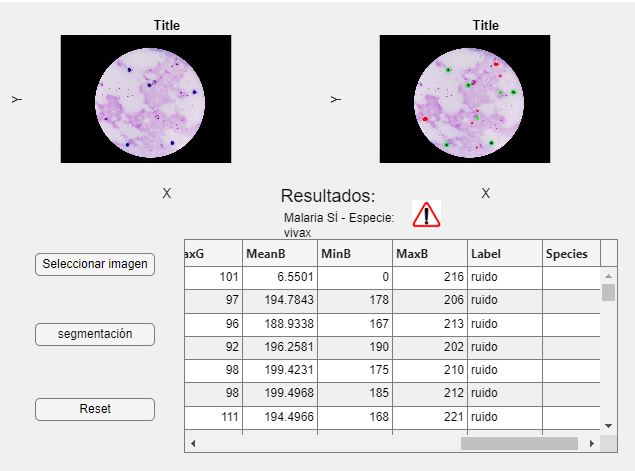 Title
Title
Y
Y
X
X
Resultados:
Malaria SÍ - Especie:
vivax
Seleccionar imagen
segmentación
Reset
axG MeanB MinB MaxB Label Species
101 6.5501 0 216 ruido
97 194.7843 178 206 ruido
96 188.9338 167 213 ruido
92 196.2581 190 202 ruido
98 199.4231 175 210 ruido
98 199.4968 185 212 ruido
111 194.4966 168 221 ruido